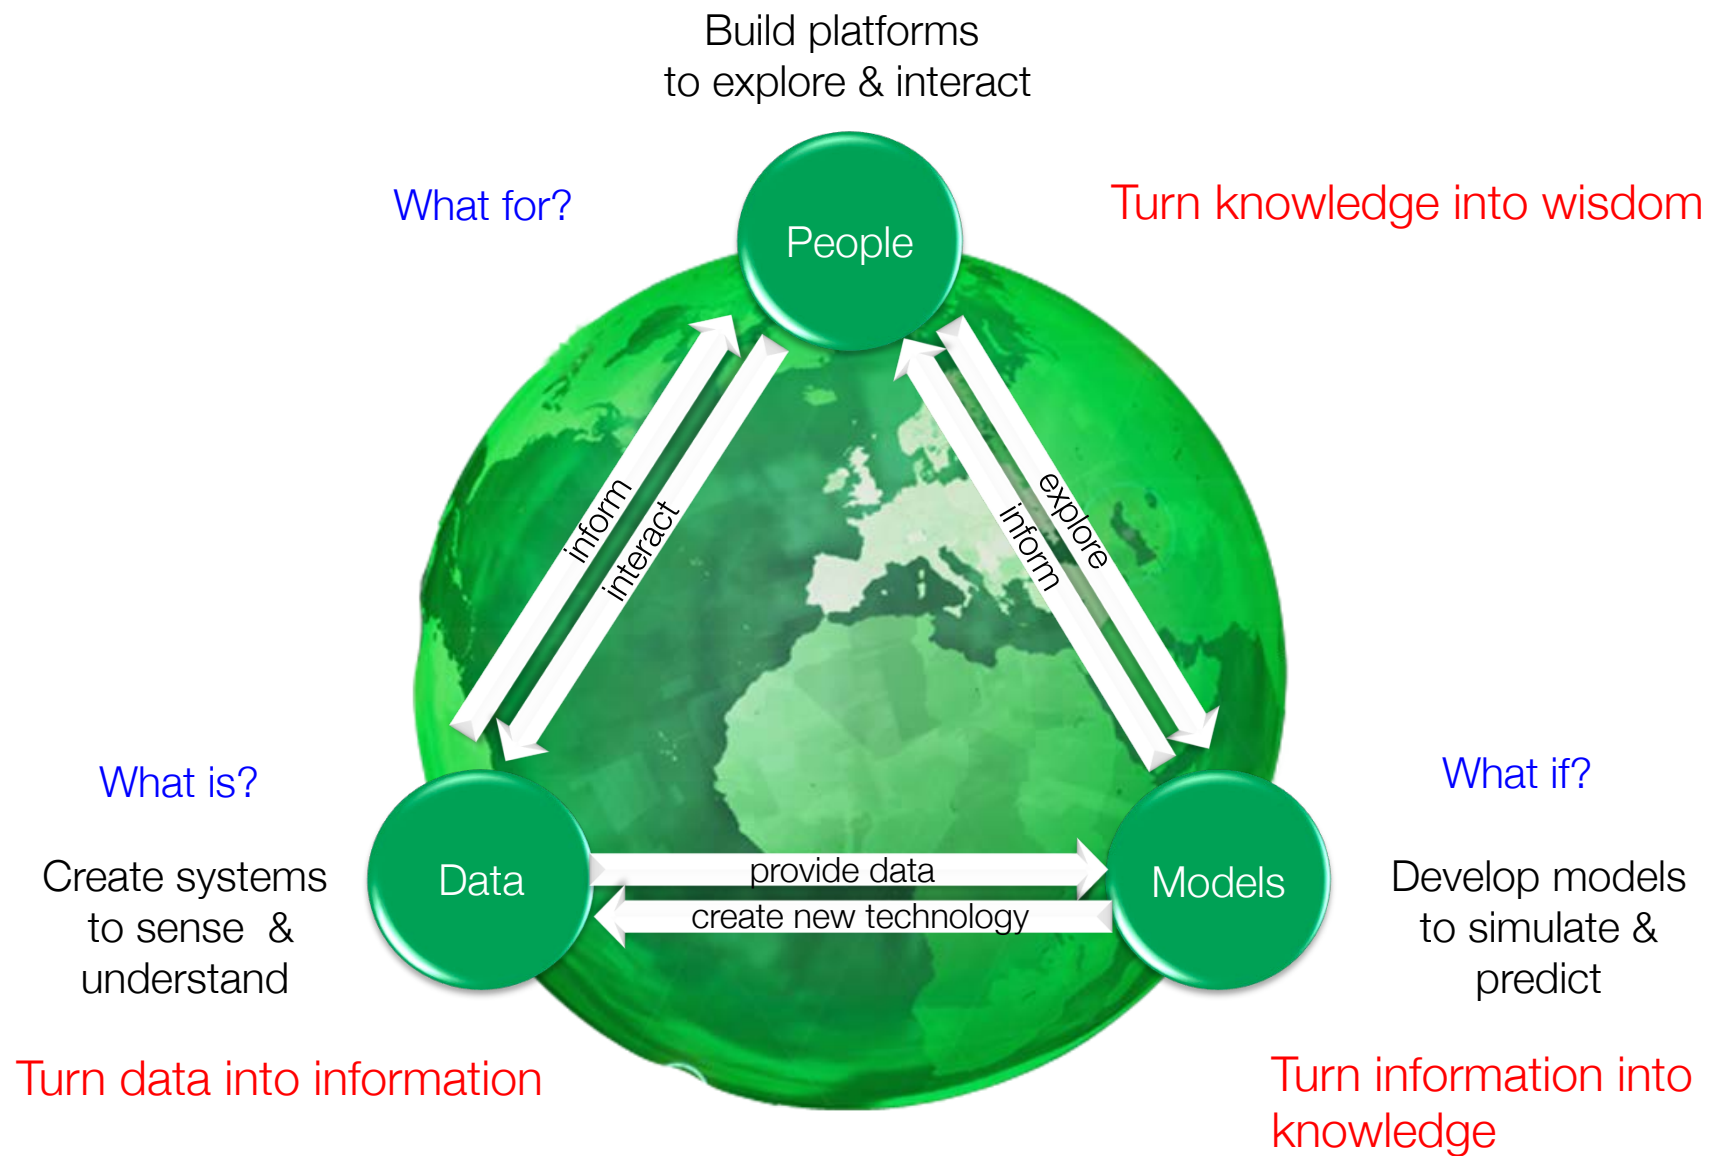 Build platforms
to explore & interact
What for?
Turn knowledge into wisdom
People
inform
interact
explore
inform
What is?
What if?
Create systems
to sense & 
understand
Data
provide data
create new technology
Models
Develop models
to simulate &
predict
Turn data into information
Turn information into
knowledge